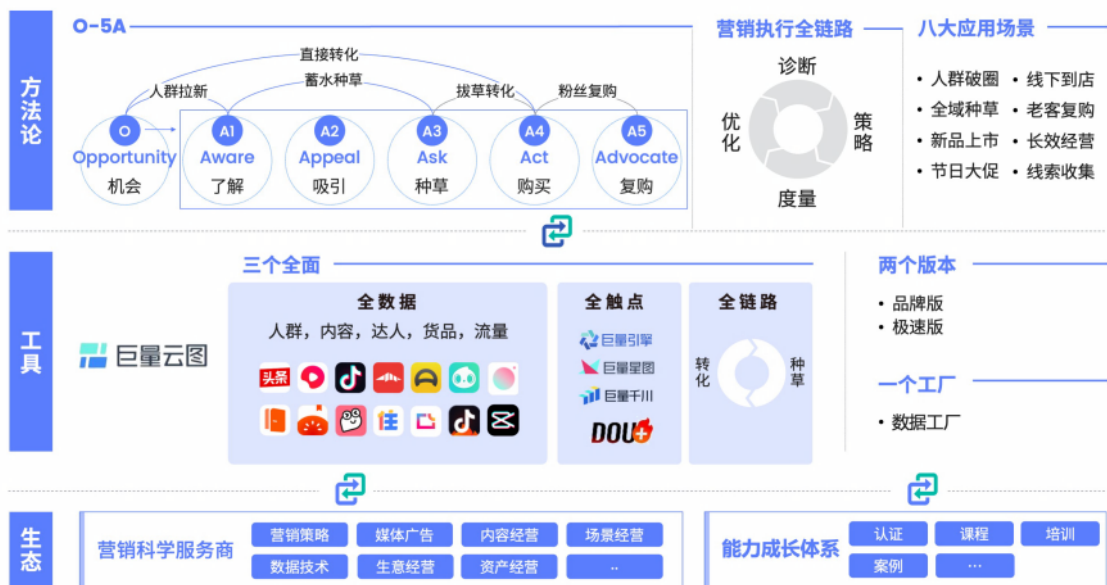 方法论
O-5A
直接转化
蓄水种草
人群拉新
拔草转化
粉丝复购
O
A1
A2
A3
A4
A5
Opportunity
Aware
Appeal
Ask
Act
Advocate
机会
了解
吸引
种草
购买
复购
营销执行全链路
诊断
策略
度量
优化
八大应用场景
• 人群破圈
• 线下到店
• 全域种草
• 老客复购
• 新品上市
• 长效经营
• 节日大促
• 线索收集
工具
巨量云图
三个全面
全数据
人群，内容，达人，货品，流量
头条
住
全触点
巨量引擎
巨量星图
巨量千川
DOU+
全链路
转化
种草
两个版本
• 品牌版
• 极速版
一个工厂
• 数据工厂
生态
营销科学服务商
营销策略
媒体广告
内容经营
场景经营
数据技术
生意经营
资产经营
..
能力成长体系
认证
课程
培训
案例
...